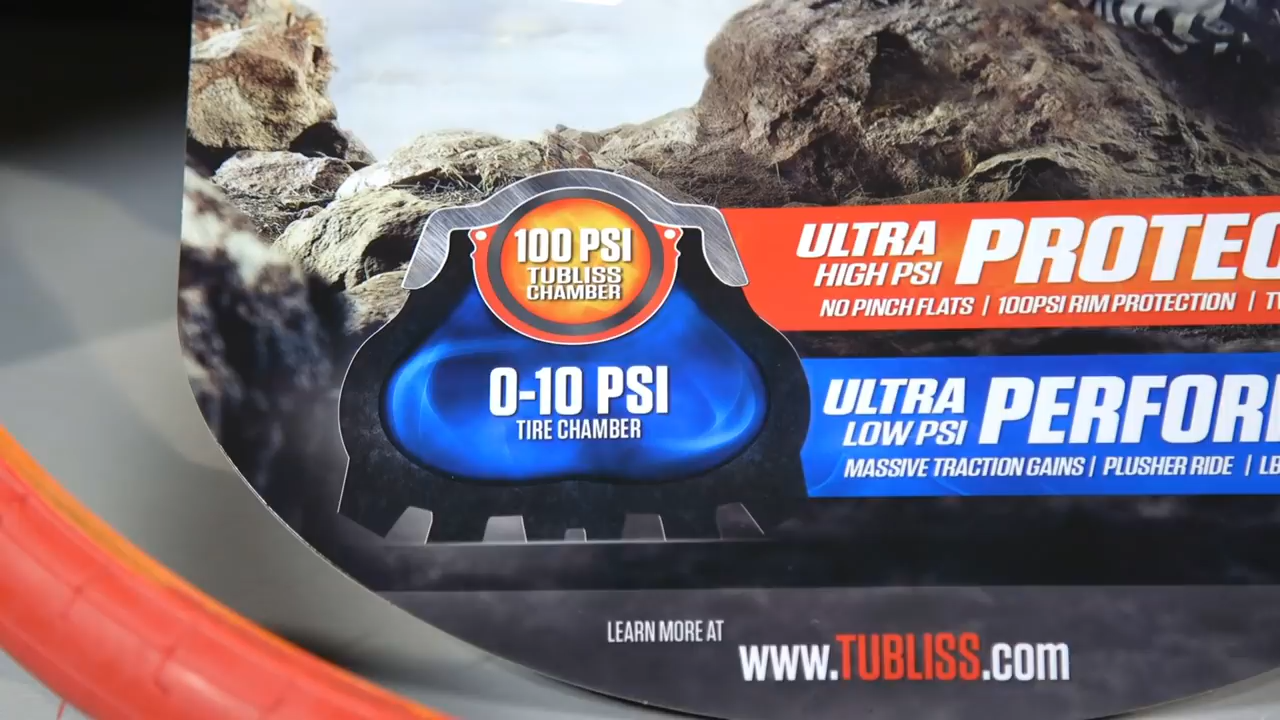 100 PSI
TUBLISS
CHAMBER
0-10 PSI
TIRE CHAMBER
ULTRA
HIGH PSI
NO PINCH FLATS | 100PSI RIM PROTECTION |
ULTRA
LOW PSI
MASSIVE TRACTION GAINS | PLUSHER RIDE |
LEARN MORE AT
www.TUBLISS.com